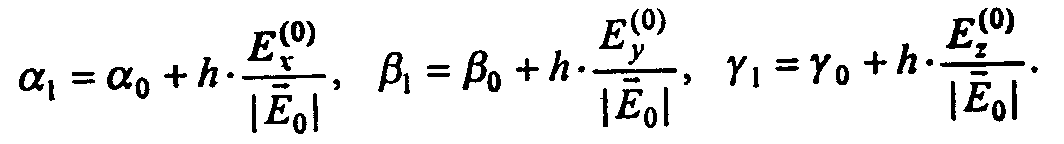 α₁ = α₀ + h · E_x^{(0)} / |Ē₀|, β₁ = β₀ + h · E_y^{(0)} / |Ē₀|, γ₁ = γ₀ + h · E_z^{(0)} / |Ē₀|.